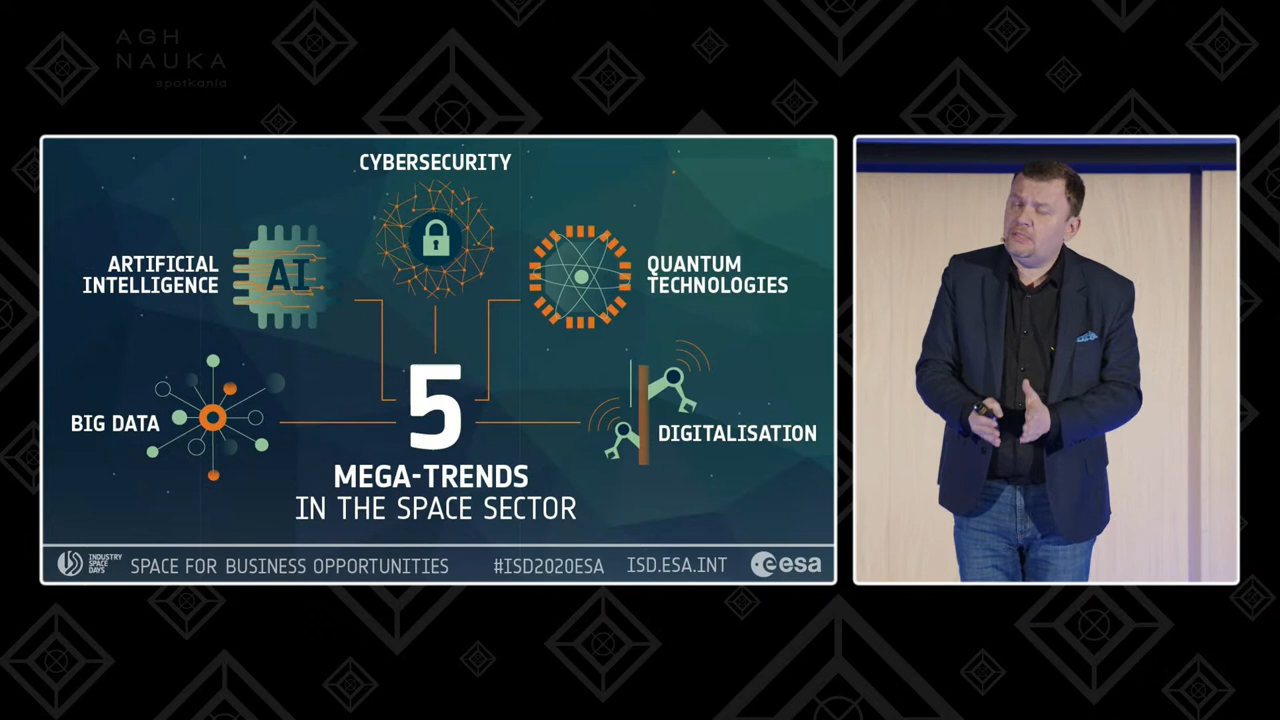 AGH
NAUKA
spotkania
CYBERSECURITY
ARTIFICIAL
INTELLIGENCE
AI
QUANTUM
TECHNOLOGIES
BIG DATA
5
DIGITALISATION
MEGA-TRENDS
IN THE SPACE SECTOR
INDUSTRY
SPACE
DAYS
SPACE FOR BUSINESS OPPORTUNITIES
#ISD2020ESA
ISD.ESA.INT
esa